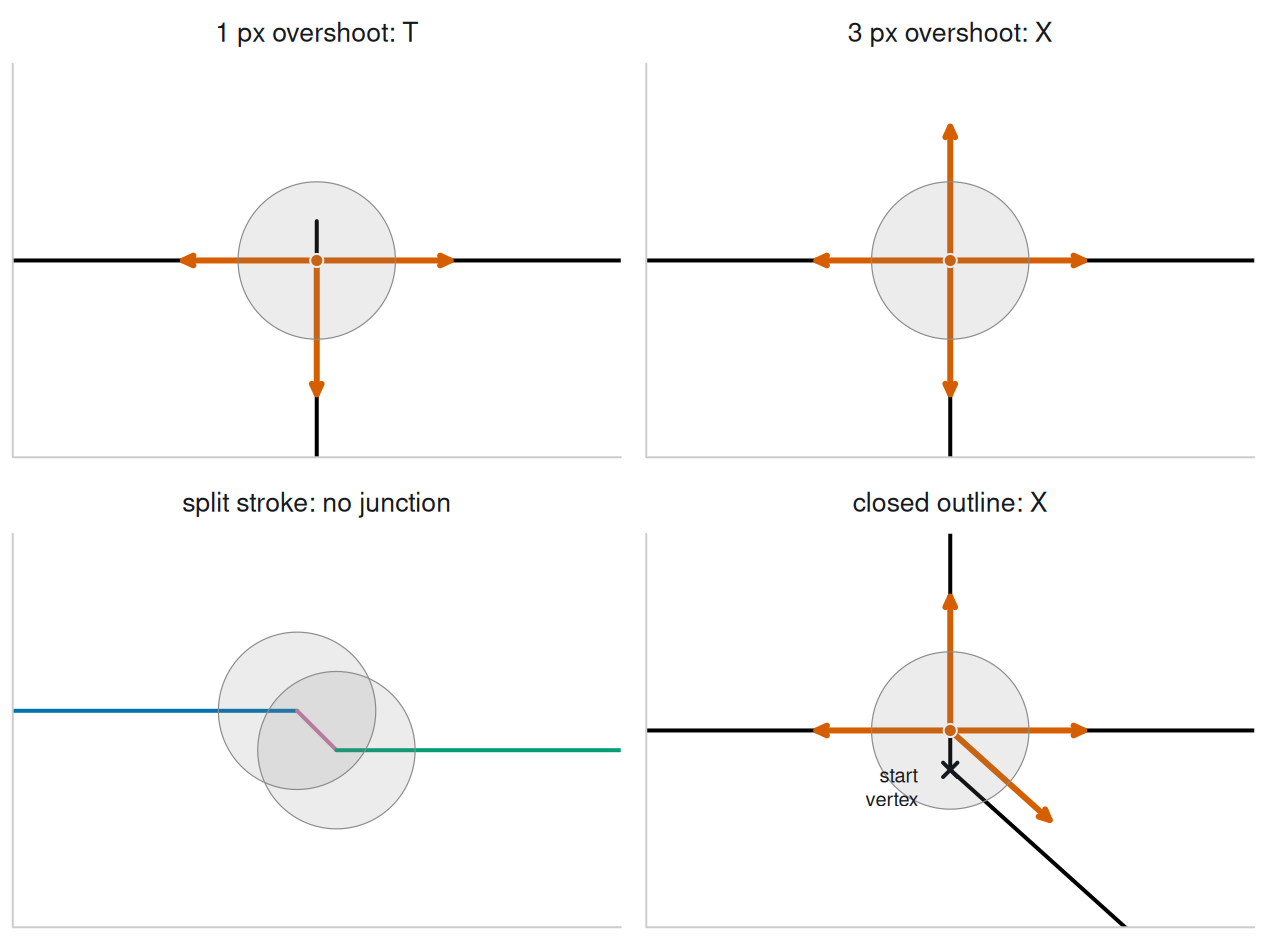 1 px overshoot: T
3 px overshoot: X
split stroke: no junction
closed outline: X
start
vertex